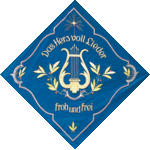 Das Herz voll Lieder
froh und frei